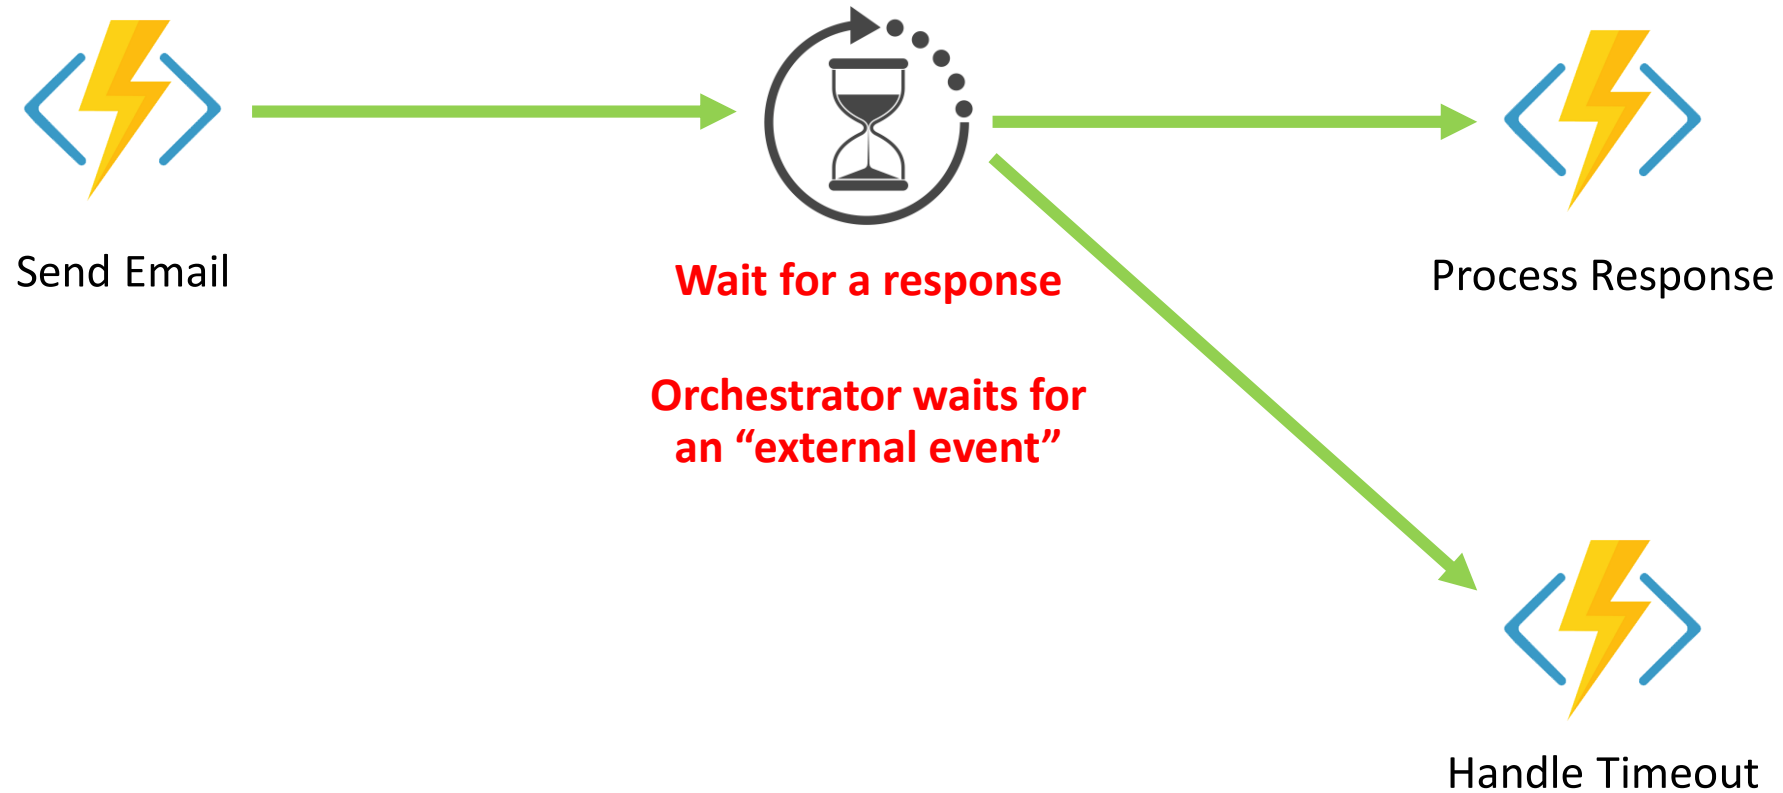 Send Email
Wait for a response
Process Response
Orchestrator waits for
an “external event”
Handle Timeout